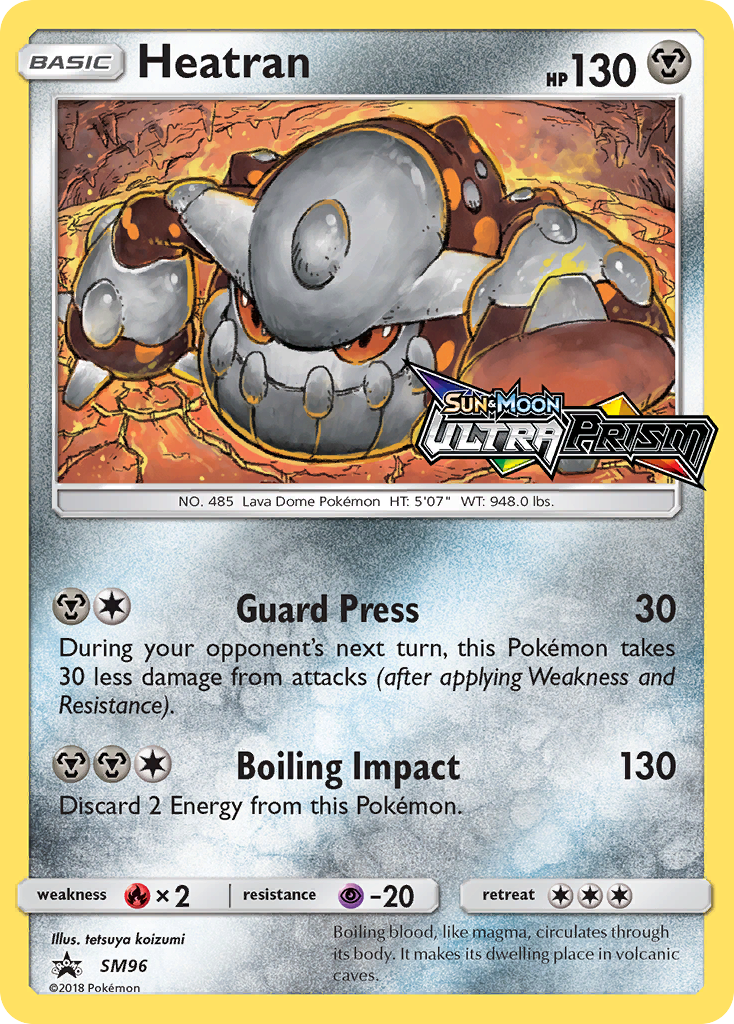 BASIC Heatran HP 130
SUN & MOON
ULTRA PRISM
NO. 485 Lava Dome Pokémon HT: 5'07" WT: 948.0 lbs.
Guard Press 30
During your opponent's next turn, this Pokémon takes
30 less damage from attacks (after applying Weakness and
Resistance).
Boiling Impact 130
Discard 2 Energy from this Pokémon.
weakness × 2 resistance -20 retreat
Illus. tetsuya koizumi
SM96
©2018 Pokémon
Boiling blood, like magma, circulates through
its body. It makes its dwelling place in volcanic
caves.